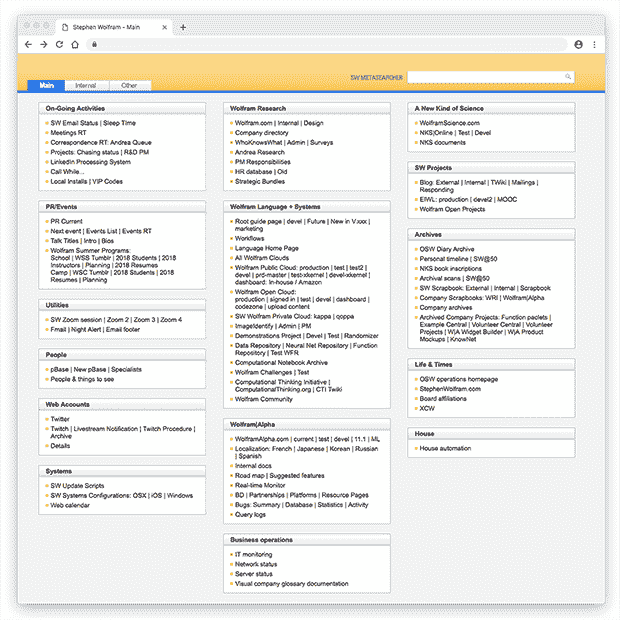 Stephen Wolfram - Main
SW METASEARCHER
Main
Internal
Other
On-Going Activities
SW Email Status | Sleep Time
Meetings RT
Correspondence RT: Andrea Queue
Projects: Chasing status | R&D PM
LinkedIn Processing System
Call While...
Local Installs | VIP Codes
PR/Events
PR Current
Next event | Events List | Events RT
Talk Titles | Intro | Bios
Wolfram Summer Programs:
School | WSS Tumblr | 2018 Students | 2018
Instructors | Planning | 2018 Resumes
Camp | WSC Tumblr | 2018 Students | 2018
Resumes | Planning
Utilities
SW Zoom session | Zoom 2 | Zoom 3 | Zoom 4
Fmail | Night Alert | Email footer
People
pBase | New pBase | Specialists
People & things to see
Web Accounts
Twitter
Twitch | Livestream Notification | Twitch Procedure |
Archive
Details
Systems
SW Update Scripts
SW Systems Configurations: OSX | iOS | Windows
Web calendar
Wolfram Research
Wolfram.com | Internal | Design
Company directory
WhoKnowsWhat | Admin | Surveys
Andrea Research
PM Responsibilities
HR database | Old
Strategic Bundles
Wolfram Language + Systems
Root guide page | devel | Future | New in V.xxx |
marketing
Workflows
Language Home Page
All Wolfram Clouds
Wolfram Public Cloud: production | test | test2 |
devel | prd-master | test-xkernel | devel-xkernel |
dashboard: In-house / Amazon
Wolfram Open Cloud:
production | signed in | test | devel | dashboard |
codezone | upload content
SW Wolfram Private Cloud: kappa | qoppa
ImageIdentify | Admin | PM
Demonstrations Project | Devel | Test | Randomizer
Data Repository | Neural Net Repository | Function
Repository | Test WFR
Computational Notebook Archive
Wolfram Challenges | Test
Computational Thinking Initiative |
ComputationalThinking.org | CTI Twiki
Wolfram Community
Wolfram|Alpha
WolframAlpha.com | current | test | devel | 11.1 | ML
Localization: French | Japanese | Korean | Russian
| Spanish
Internal docs
Road map | Suggested features
Real-time Monitor
BD | Partnerships | Platforms | Resource Pages
Bugs: Summary | Database | Statistics | Activity
Query logs
Business operations
IT monitoring
Network status
Server status
Visual company glossary documentation
A New Kind of Science
WolframScience.com
NKS|Online | Test | Devel
NKS documents
SW Projects
Blog: External | Internal | TWiki | Mailings |
Responding
EIWL: production | devel2 | MOOC
Wolfram Open Projects
Archives
OSW Diary Archive
Personal timeline | SW@50
NKS book inscriptions
Archival scans | SW@50
SW Scrapbook: External | Internal | Scrapbook
Company Scrapbooks: WRI | Wolfram|Alpha
Company archives
Archived Company Projects: Function packlets |
Example Central | Volunteer Central | Volunteer
Projects | W|A Widget Builder | W|A Product
Mockups | KnowNet
Life & Times
OSW operations homepage
StephenWolfram.com
Board affiliations
XCW
House
House automation